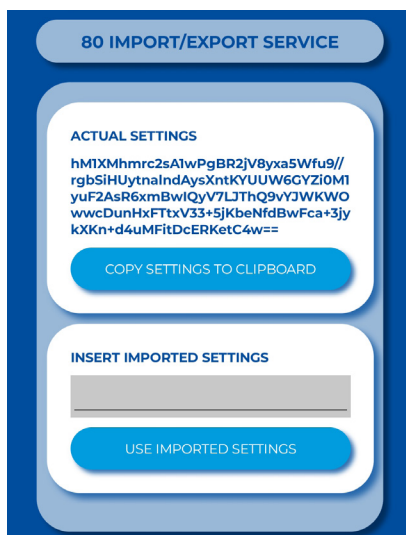 80 IMPORT/EXPORT SERVICE
ACTUAL SETTINGS
hM1XMhmrc2sA1wPgBR2jV8yxa5Wfu9//
rgbSiHUytnalndAysXntKYUUW6GYZi0M1
yuF2AsR6xmBwIQyV7LJThQ9vYJWKWO
wwcDunHxFTtxV33+5jKbeNfdBwFca+3jy
kXKn+d4uMFitDcERKetC4w==
COPY SETTINGS TO CLIPBOARD
INSERT IMPORTED SETTINGS
USE IMPORTED SETTINGS